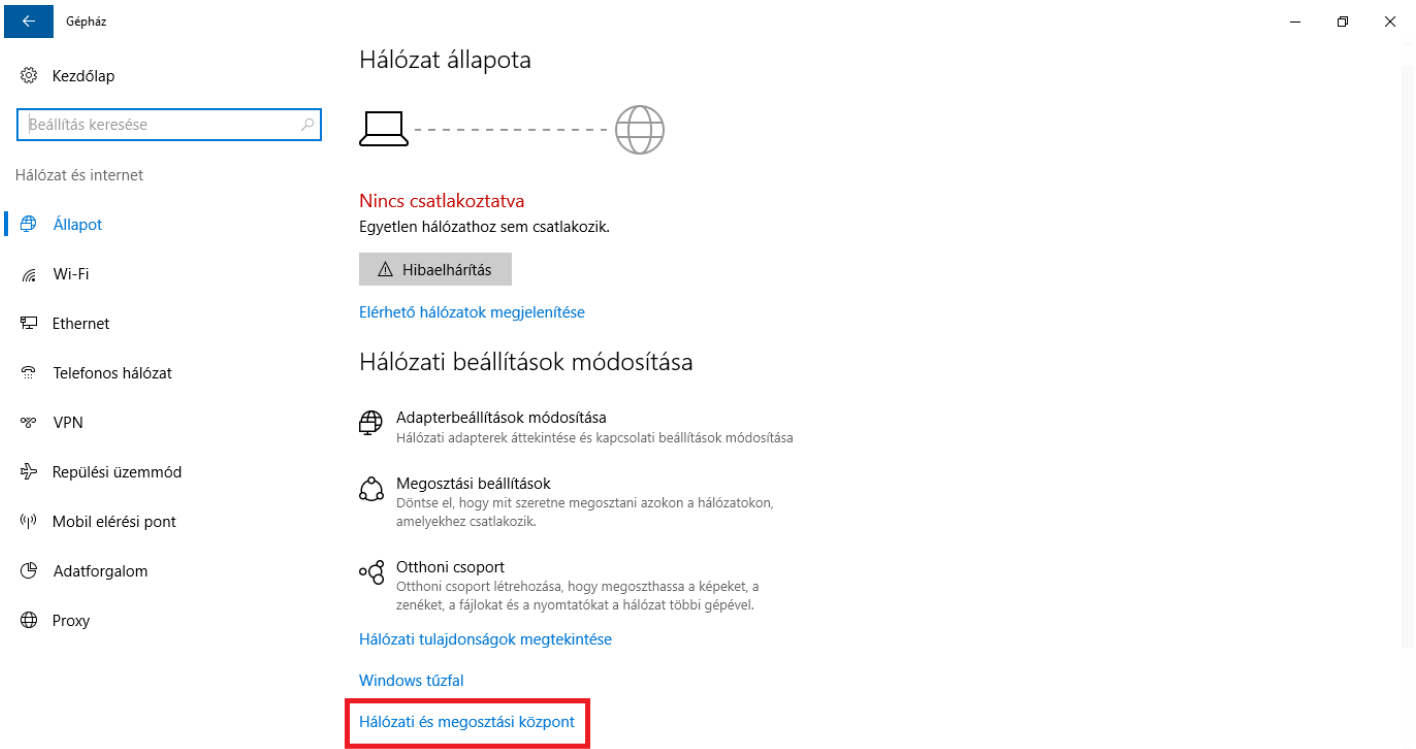 Gépház
Kezdőlap
Beállítás keresése
Hálózat és internet
Állapot
Wi-Fi
Ethernet
Telefonos hálózat
VPN
Repülési üzemmód
Mobil elérési pont
Adatforgalom
Proxy
Hálózat állapota
Nincs csatlakoztatva
Egyetlen hálózathoz sem csatlakozik.
Hibaelhárítás
Elérhető hálózatok megjelenítése
Hálózati beállítások módosítása
Adapterbeállítások módosítása
Hálózati adapterek áttekintése és kapcsolati beállítások módosítása
Megosztási beállítások
Döntse el, hogy mit szeretne megosztani azokon a hálózatokon,
amelyekhez csatlakozik.
Otthoni csoport
Otthoni csoport létrehozása, hogy megoszthassa a képeket, a
zenéket, a fájlokat és a nyomtatókat a hálózat többi gépével.
Hálózati tulajdonságok megtekintése
Windows tűzfal
Hálózati és megosztási központ